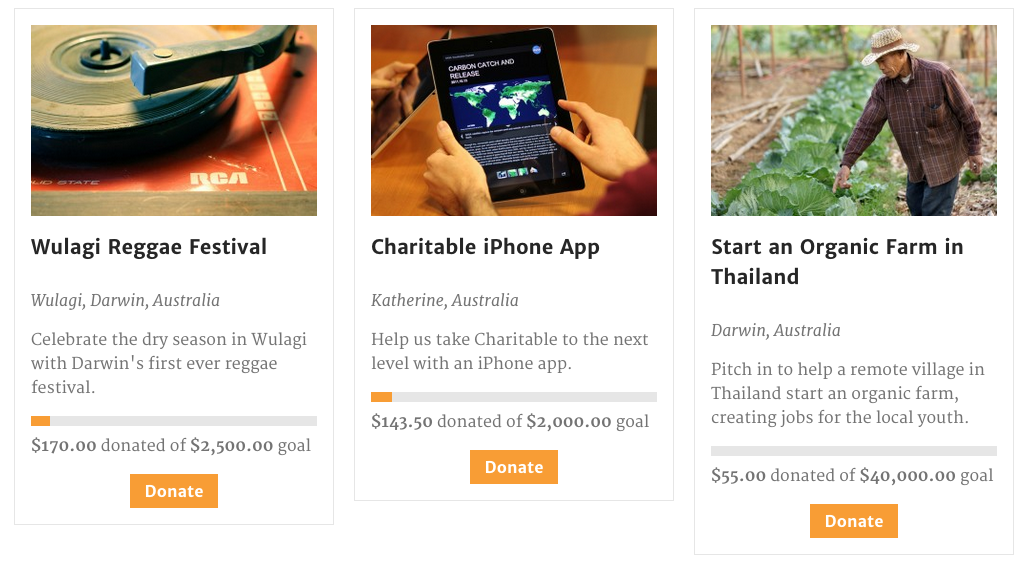 OLID STATE
RCA
Wulagi Reggae Festival
Wulagi, Darwin, Australia
Celebrate the dry season in Wulagi
with Darwin's first ever reggae
festival.
$170.00 donated of $2,500.00 goal
Donate
CARBON CATCH AND
RELEASE
Charitable iPhone App
Katherine, Australia
Help us take Charitable to the next
level with an iPhone app.
$143.50 donated of $2,000.00 goal
Donate
Start an Organic Farm in
Thailand
Darwin, Australia
Pitch in to help a remote village in
Thailand start an organic farm,
creating jobs for the local youth.
$55.00 donated of $40,000.00 goal
Donate